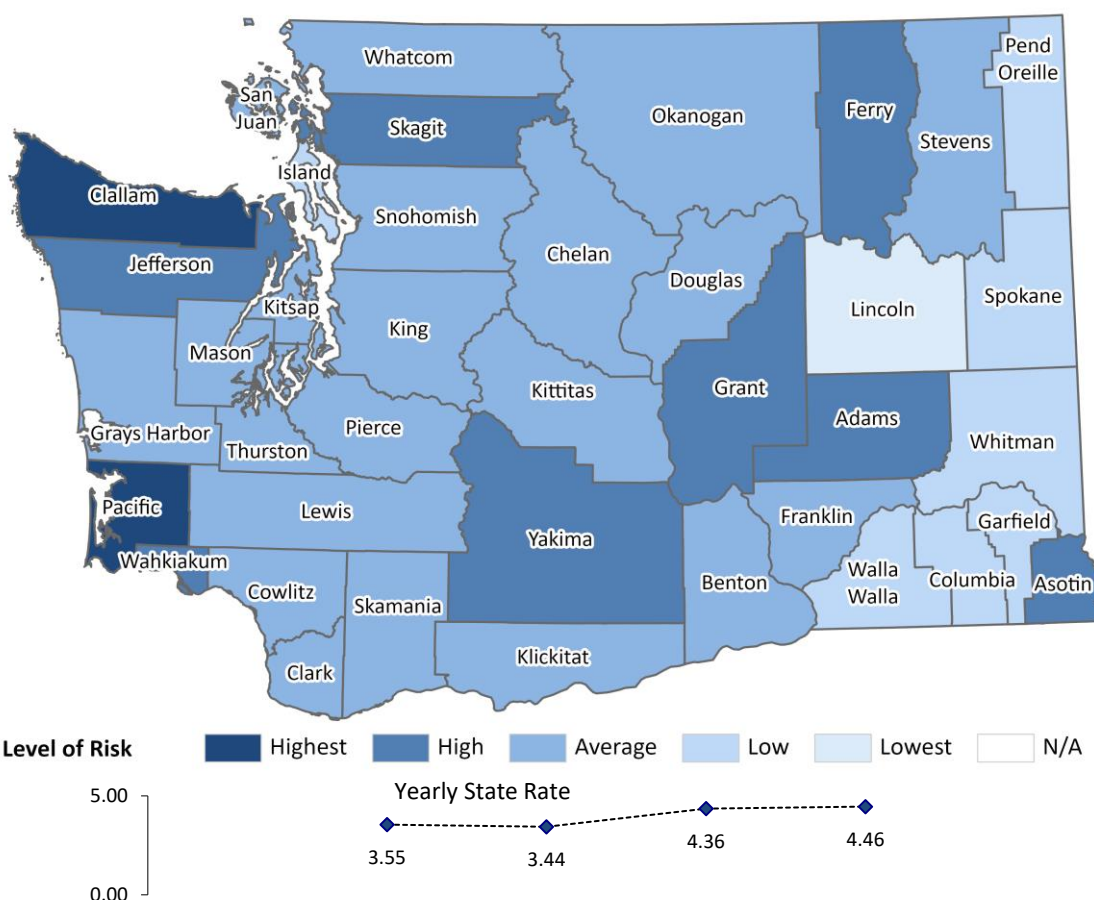 Whatcom
Pend
Oreille
San
Juan
Skagit
Okanogan
Ferry
Stevens
Island
Clallam
Snohomish
Chelan
Jefferson
Douglas
Kitsap
Lincoln
Spokane
King
Mason
Kittitas
Grant
Adams
Pierce
Grays Harbor
Thurston
Whitman
Pacific
Lewis
Franklin
Garfield
Yakima
Wahkiakum
Walla
Walla
Columbia
Benton
Asotin
Cowlitz
Skamania
Klickitat
Clark
Level of Risk
Highest
High
Average
Low
Lowest
N/A
Yearly State Rate
5.00
3.55
3.44
4.36
4.46
0.00